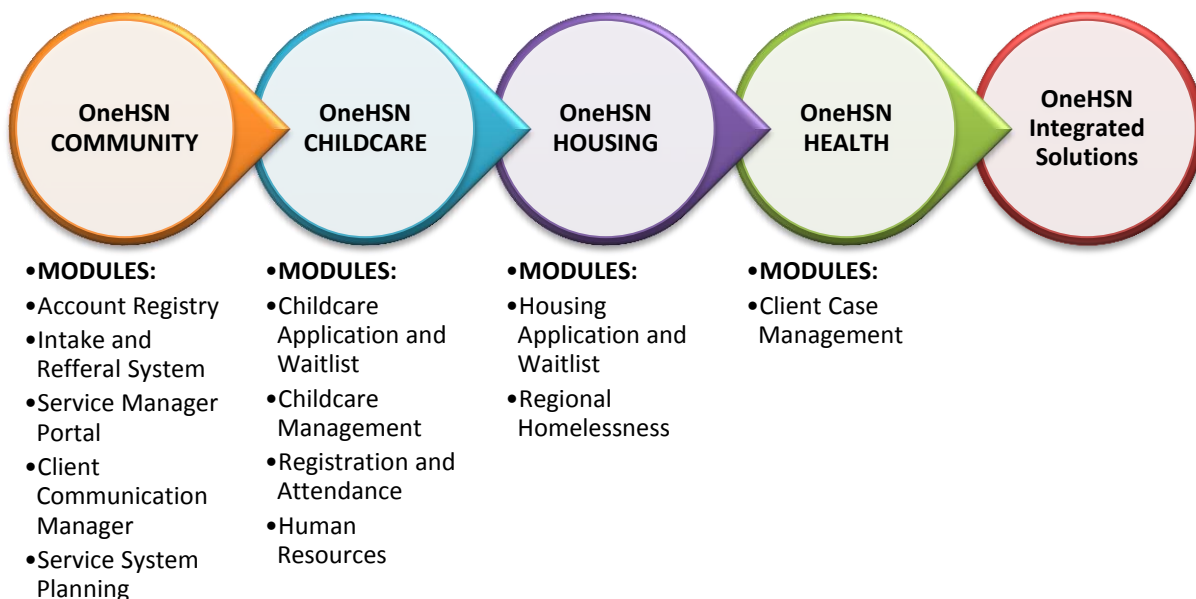 OneHSN
COMMUNITY
OneHSN
CHILDCARE
OneHSN
HOUSING
OneHSN
HEALTH
OneHSN
Integrated
Solutions
•MODULES:
•Account Registry
•Intake and
Refferal System
•Service Manager
Portal
•Client
Communication
Manager
•Service System
Planning
•MODULES:
•Childcare
Application and
Waitlist
•Childcare
Management
•Registration and
Attendance
•Human
Resources
•MODULES:
•Housing
Application and
Waitlist
•Regional
Homelessness
•MODULES:
•Client Case
Management